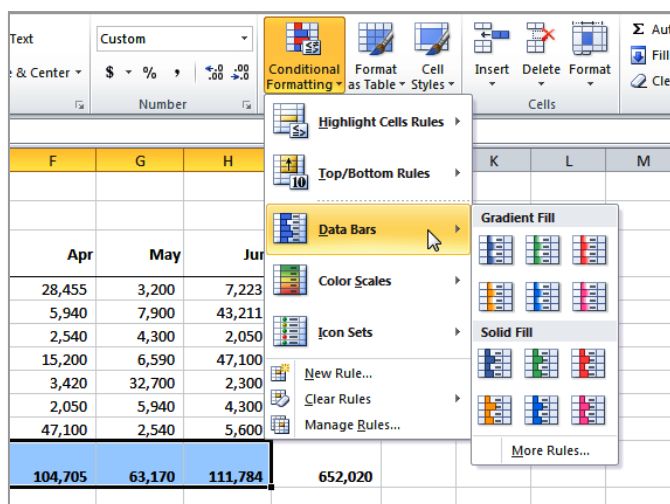 Text
Custom
Σ Aut
Fill
& Center
$ % , .00 .00
Conditional Formatting
Format as Table
Cell Styles
Insert Delete Format
Cle
Number
Cells
Highlight Cells Rules
Top/Bottom Rules
10
Data Bars
Color Scales
Icon Sets
New Rule...
Clear Rules
Manage Rules...
Gradient Fill
Solid Fill
More Rules...
F G H K L M
Apr May Jun
28,455 3,200 7,223
5,940 7,900 43,211
2,540 4,300 2,050
15,200 6,590 47,100
3,420 32,700 2,300
2,050 5,940 4,300
47,100 2,540 5,600
104,705 63,170 111,784 652,020